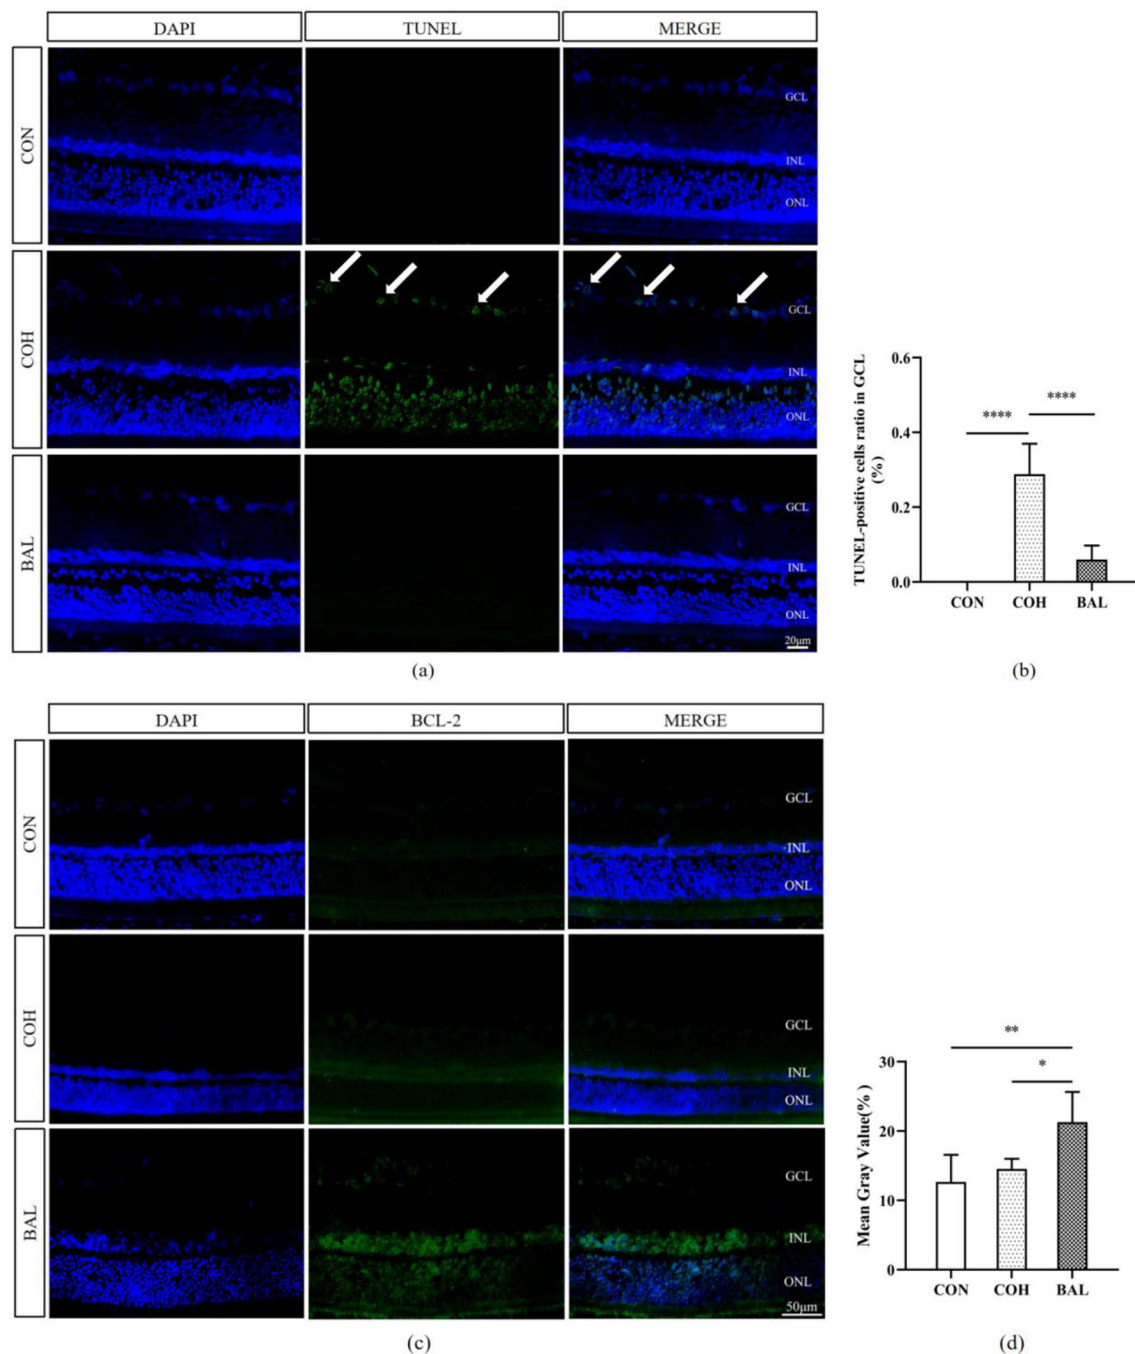 DAPI TUNEL MERGE
CON
GCL
INL
ONL
COH
GCL
INL
ONL
BAL
GCL
INL
ONL
20μm
(a)
TUNEL-positive cells ratio in GCL
(%)
0.6
0.4
0.2
0.0
**** ****
CON COH BAL
(b)
DAPI BCL-2 MERGE
CON
GCL
INL
ONL
COH
GCL
INL
ONL
BAL
GCL
INL
ONL
50μm
(c)
Mean Gray Value(%)
30
20
10
0
**
*
CON COH BAL
(d)